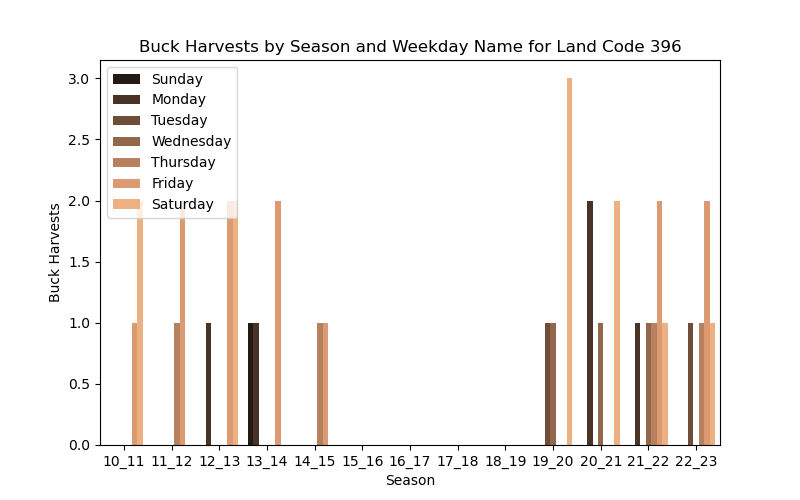 Buck Harvests by Season and Weekday Name for Land Code 396
Sunday
Monday
Tuesday
Wednesday
Thursday
Friday
Saturday
Buck Harvests
3.0
2.5
2.0
1.5
1.0
0.5
0.0
10_11 11_12 12_13 13_14 14_15 15_16 16_17 17_18 18_19 19_20 20_21 21_22 22_23
Season